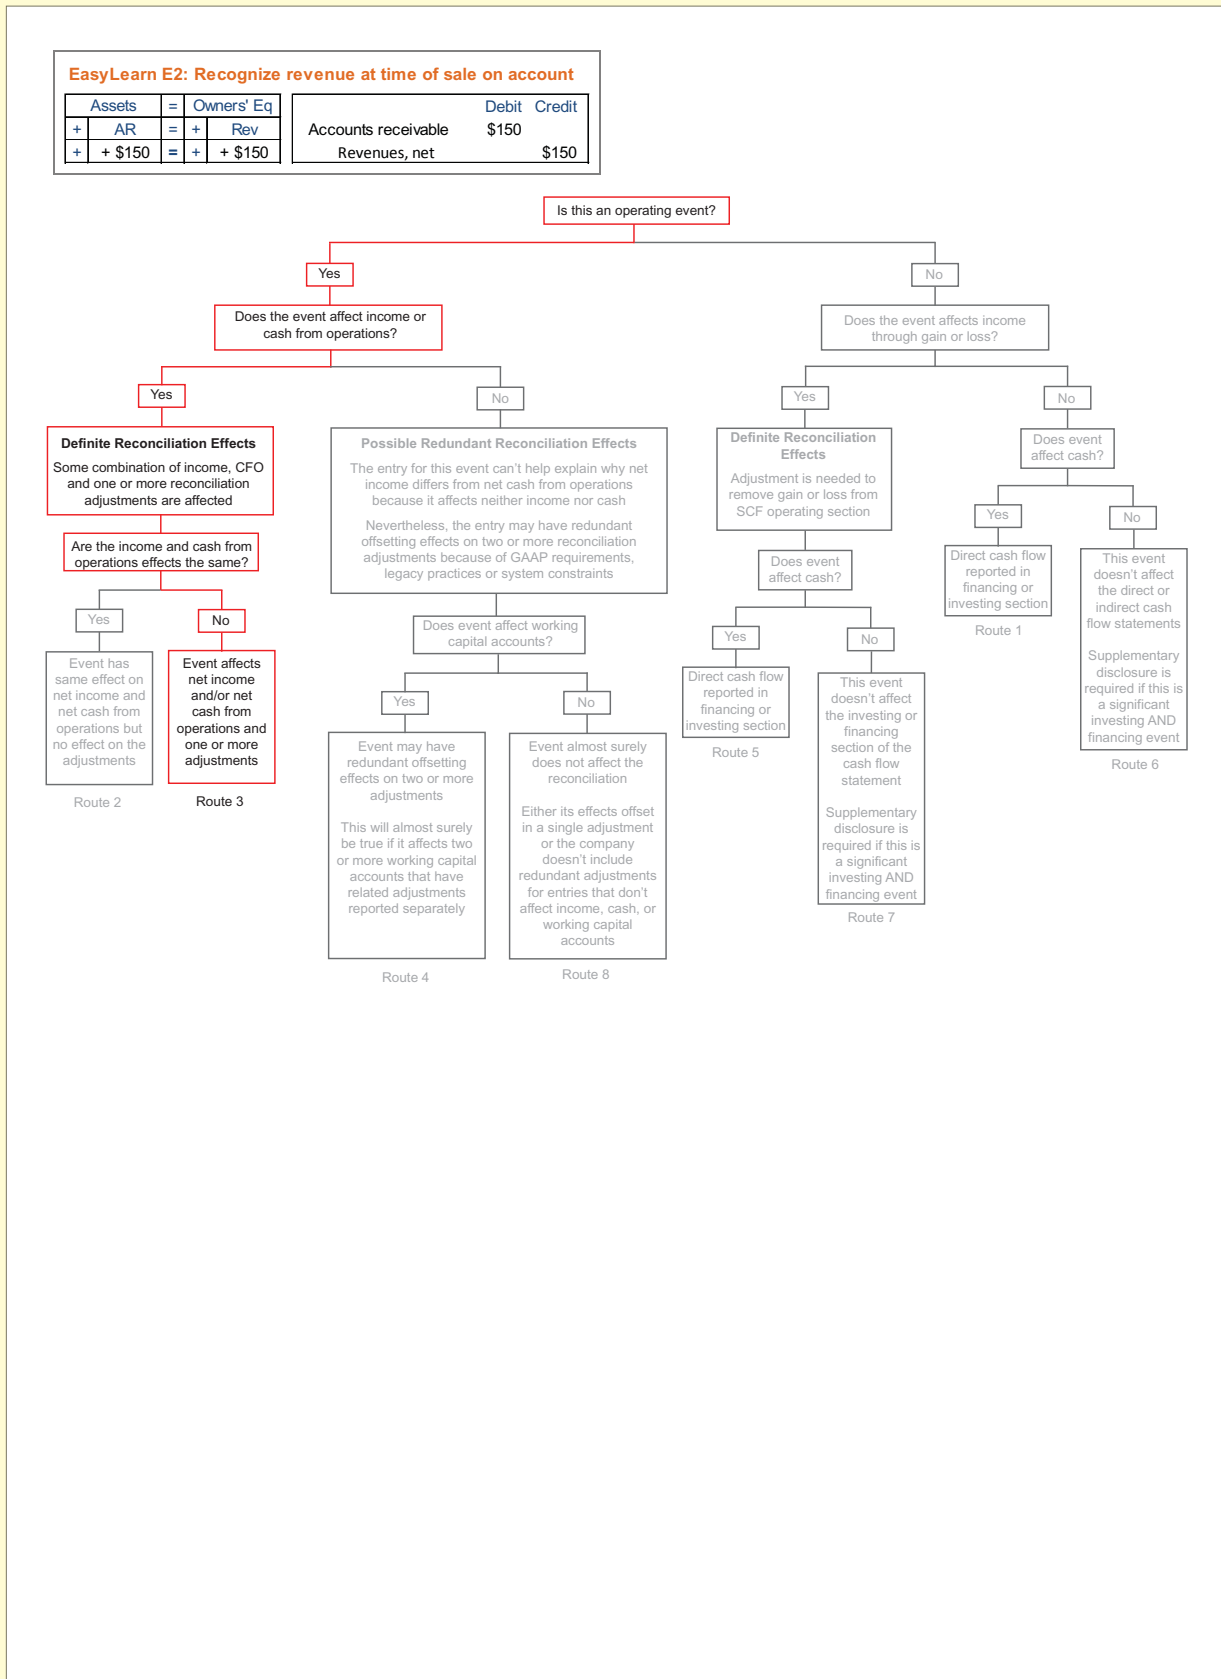 EasyLearn E2: Recognize revenue at time of sale on account
Assets = Owners' Eq
+ AR = + Rev
+ + $150 = + + $150
Debit Credit
Accounts receivable $150
Revenues, net $150
Is this an operating event?
Yes
No
Does the event affect income or
cash from operations?
Does the event affects income
through gain or loss?
Yes
No
Yes
No
Definite Reconciliation Effects
Some combination of income, CFO
and one or more reconciliation
adjustments are affected
Possible Redundant Reconciliation Effects
The entry for this event can't help explain why net
income differs from net cash from operations
because it affects neither income nor cash
Nevertheless, the entry may have redundant
offsetting effects on two or more reconciliation
adjustments because of GAAP requirements,
legacy practices or system constraints
Definite Reconciliation
Effects
Adjustment is needed to
remove gain or loss from
SCF operating section
Does event
affect cash?
Are the income and cash from
operations effects the same?
Does event affect working
capital accounts?
Does event
affect cash?
Yes
No
Yes
No
Yes
No
Yes
No
Event has
same effect on
net income and
net cash from
operations but
no effect on the
adjustments
Route 2
Event affects
net income
and/or net
cash from
operations and
one or more
adjustments
Route 3
Event may have
redundant offsetting
effects on two or more
adjustments
This will almost surely
be true if it affects two
or more working capital
accounts that have
related adjustments
reported separately
Route 4
Event almost surely
does not affect the
reconciliation
Either its effects offset
in a single adjustment
or the company
doesn't include
redundant adjustments
for entries that don't
affect income, cash, or
working capital
accounts
Route 8
Direct cash flow
reported in
financing or
investing section
Route 5
This event
doesn't affect
the investing or
financing
section of the
cash flow
statement
Supplementary
disclosure is
required if this is
a significant
investing AND
financing event
Route 7
Direct cash flow
reported in
financing or
investing section
Route 1
This event
doesn't affect
the direct or
indirect cash
flow statements
Supplementary
disclosure is
required if this is
a significant
investing AND
financing event
Route 6